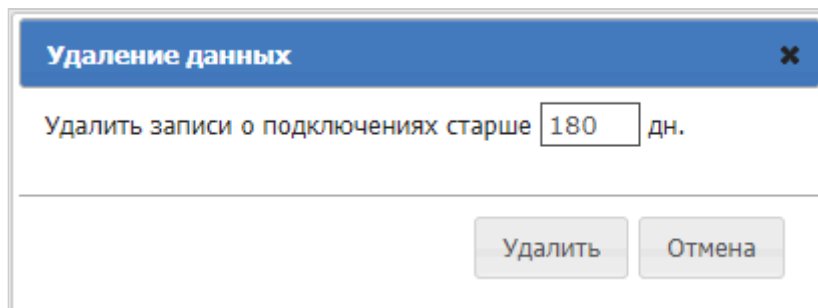 Удаление данных
Удалить записи о подключениях старше 180 дн.
Удалить Отмена